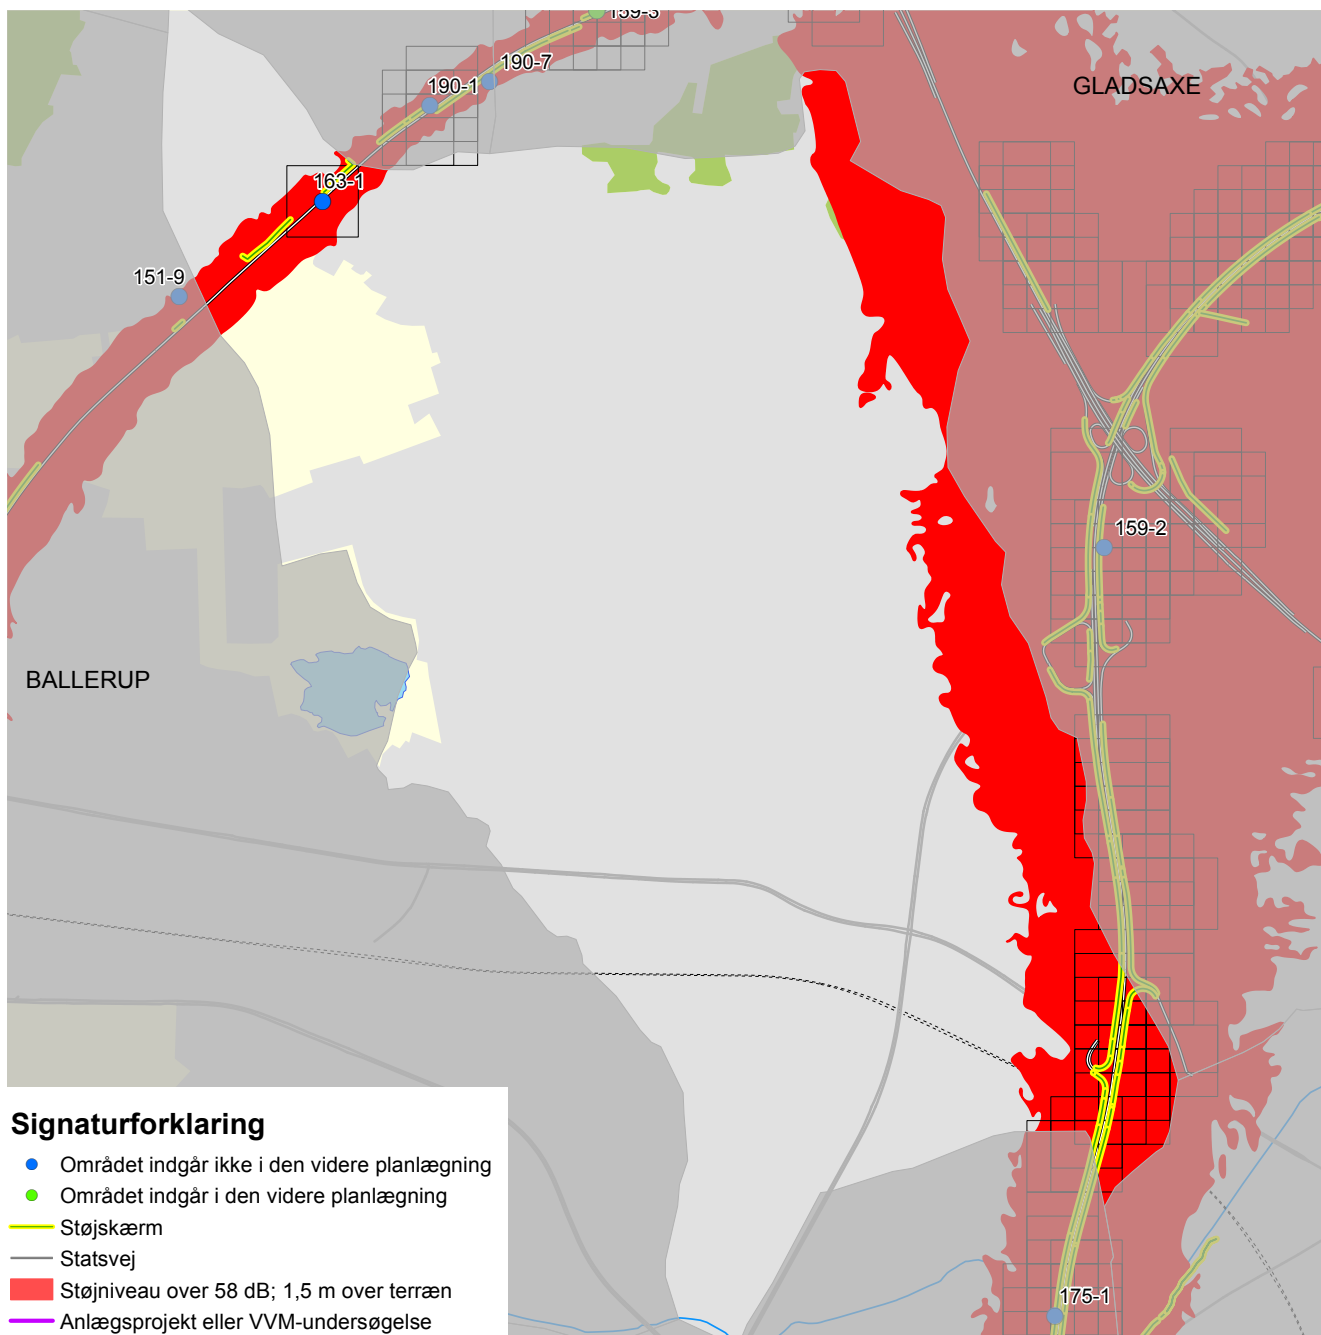 159-3
190-7
190-1
GLADSAXE
163-1
151-9
159-2
BALLERUP
175-1
Signaturforklaring
Området indgår ikke i den videre planlægning
Området indgår i den videre planlægning
Støjskærm
Statsvej
Støjniveau over 58 dB; 1,5 m over terræn
Anlægsprojekt eller VVM-undersøgelse